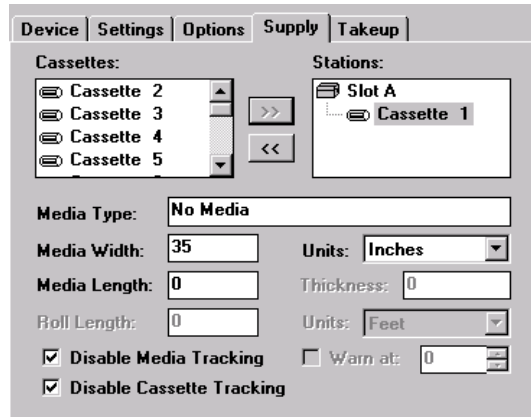 Device Settings Options Supply Takeup
Cassettes: Stations:
Cassette 2
Cassette 3
Cassette 4
Cassette 5
>>
<<
Slot A
Cassette 1
Media Type: No Media
Media Width: 35 Units: Inches
Media Length: 0 Thickness: 0
Roll Length: 0 Units: Feet
Disable Media Tracking Warn at: 0
Disable Cassette Tracking